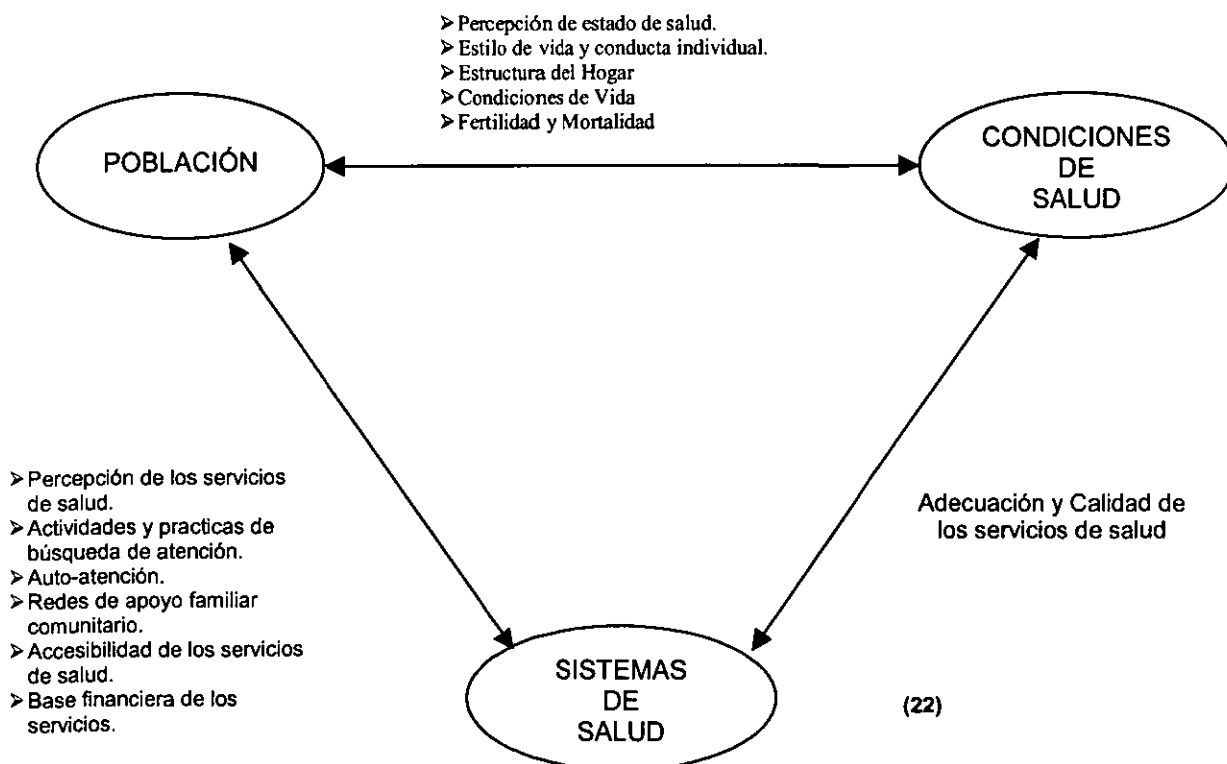 ➢Percepción de estado de salud.
➢Estilo de vida y conducta individual.
➢Estructura del Hogar
➢Condiciones de Vida
➢Fertilidad y Mortalidad
POBLACIÓN
CONDICIONES
DE
SALUD
➢Percepción de los servicios
de salud.
➢Actividades y practicas de
búsqueda de atención.
➢Auto-atención.
➢Redes de apoyo familiar
comunitario.
➢Accesibilidad de los servicios
de salud.
➢Base financiera de los
servicios.
Adecuación y Calidad de
los servicios de salud
SISTEMAS
DE
SALUD
(22)